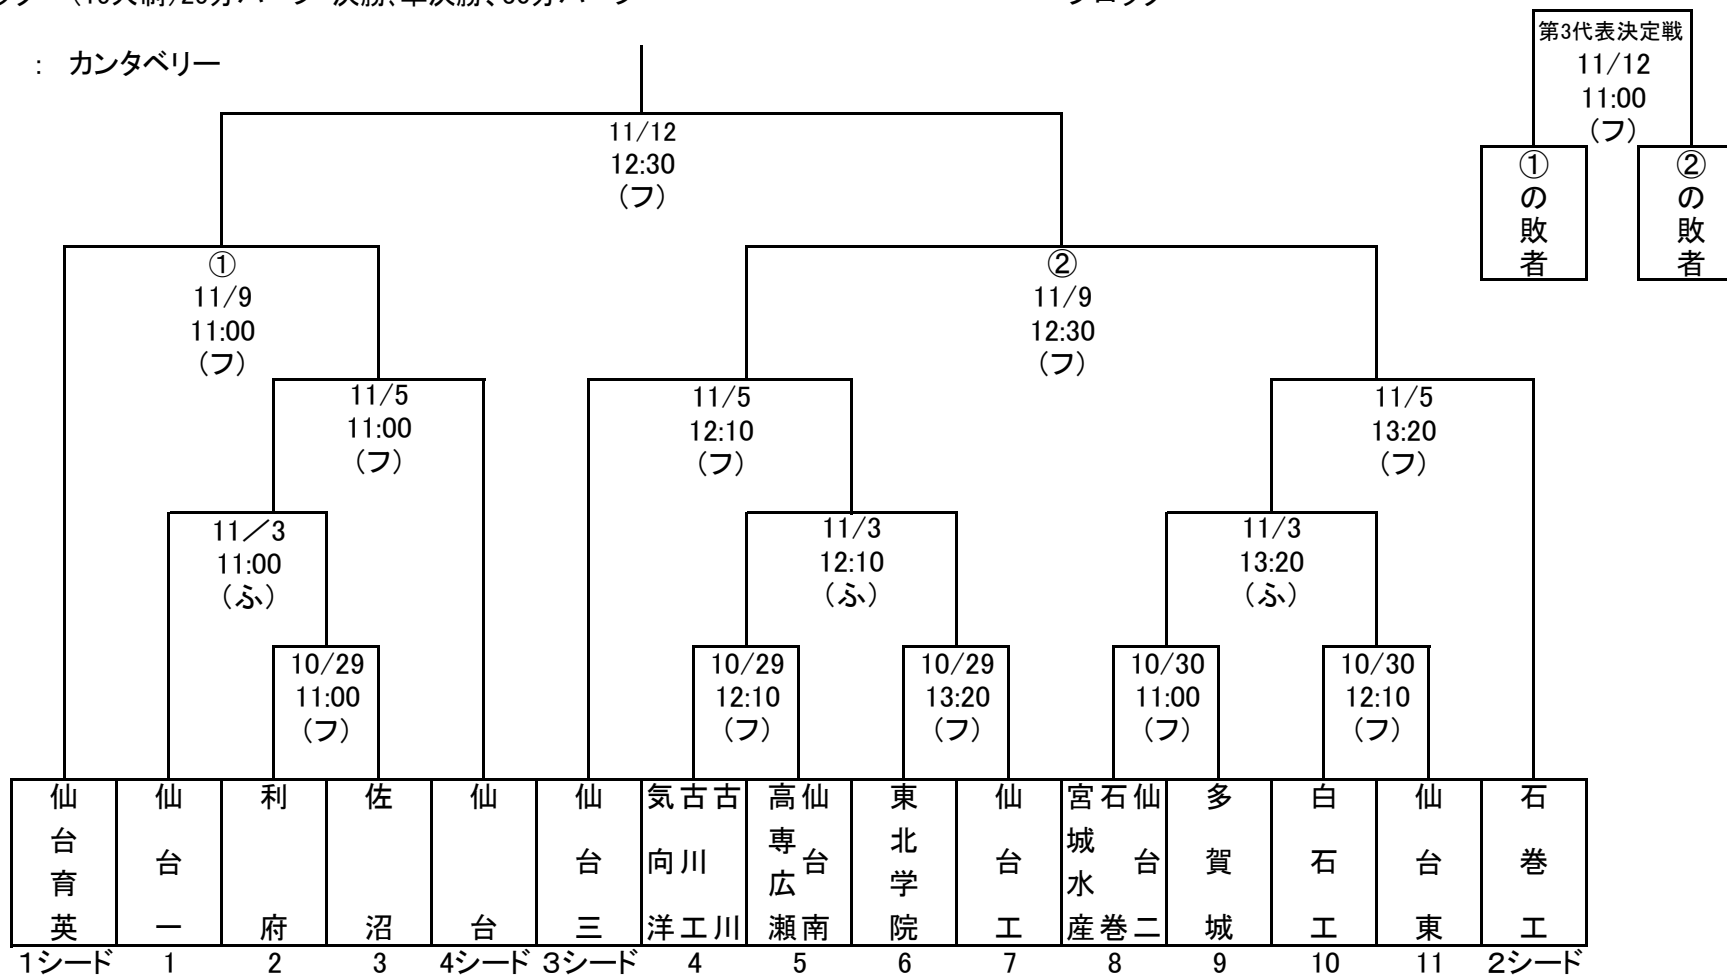 第3代表決定戦
11/12
11:00
(フ)
①の敗者
②の敗者
： カンタベリー
11/12
12:30
(フ)
①
11/9
11:00
(フ)
②
11/9
12:30
(フ)
11/5
11:00
(フ)
11/5
12:10
(フ)
11/5
13:20
(フ)
11／3
11:00
(ふ)
11/3
12:10
(ふ)
11/3
13:20
(ふ)
10/29
11:00
(フ)
10/29
12:10
(フ)
10/29
13:20
(フ)
10/30
11:00
(フ)
10/30
12:10
(フ)
仙台育英
仙台一
利府
佐沼
仙台
仙台三
古川
古川工
気向洋
仙台南
高専広瀬
東北学院
仙台工
仙台二
石巻
宮城水産
多賀城
白石工
仙台東
石巻工
1シード
1
2
3
4シード
3シード
4
5
6
7
8
9
10
11
2シード